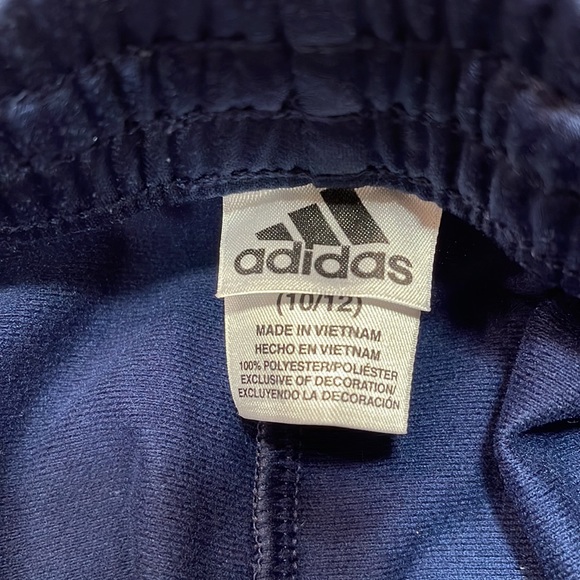 adidas
(10/12)
MADE IN VIETNAM
HECHO EN VIETNAM
100% POLYESTER/POLIÉSTER
EXCLUSIVE OF DECORATION/
EXCLUYENDO LA DECORACIÓN